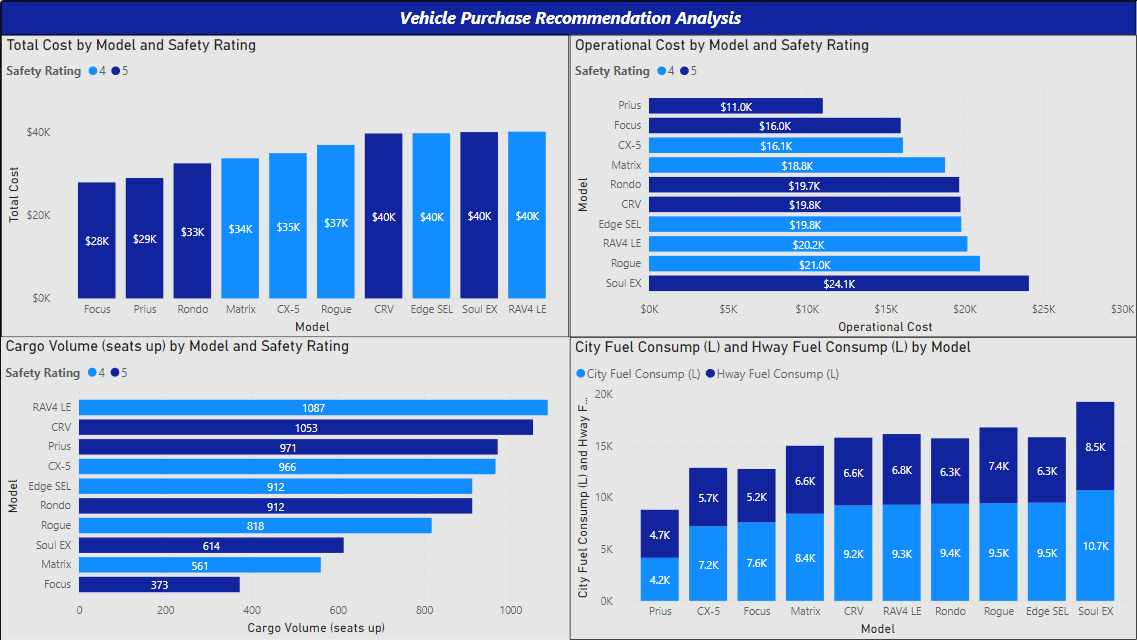 Vehicle Purchase Recommendation Analysis
Total Cost by Model and Safety Rating
Safety Rating 4 5
Total Cost
$40K
$20K
$0K
$28K $29K $33K $34K $35K $37K $40K $40K $40K $40K
Focus Prius Rondo Matrix CX-5 Rogue CRV Edge SEL Soul EX RAV4 LE
Model
Operational Cost by Model and Safety Rating
Safety Rating 4 5
Model
Prius $11.0K
Focus $16.0K
CX-5 $16.1K
Matrix $18.8K
Rondo $19.7K
CRV $19.8K
Edge SEL $19.8K
RAV4 LE $20.2K
Rogue $21.0K
Soul EX $24.1K
$0K $5K $10K $15K $20K $25K $30K
Operational Cost
Cargo Volume (seats up) by Model and Safety Rating
Safety Rating 4 5
Model
RAV4 LE 1087
CRV 1053
Prius 971
CX-5 966
Edge SEL 912
Rondo 912
Rogue 818
Soul EX 614
Matrix 561
Focus 373
0 200 400 600 800 1000
Cargo Volume (seats up)
City Fuel Consump (L) and Hway Fuel Consump (L) by Model
City Fuel Consump (L) Hway Fuel Consump (L)
City Fuel Consump (L) and Hway F...
20K
15K
10K
5K
0K
4.7K 5.7K 5.2K 6.6K 6.6K 6.8K 6.3K 7.4K 6.3K 8.5K
4.2K 7.2K 7.6K 8.4K 9.2K 9.3K 9.4K 9.5K 9.5K 10.7K
Prius CX-5 Focus Matrix CRV RAV4 LE Rondo Rogue Edge SEL Soul EX
Model